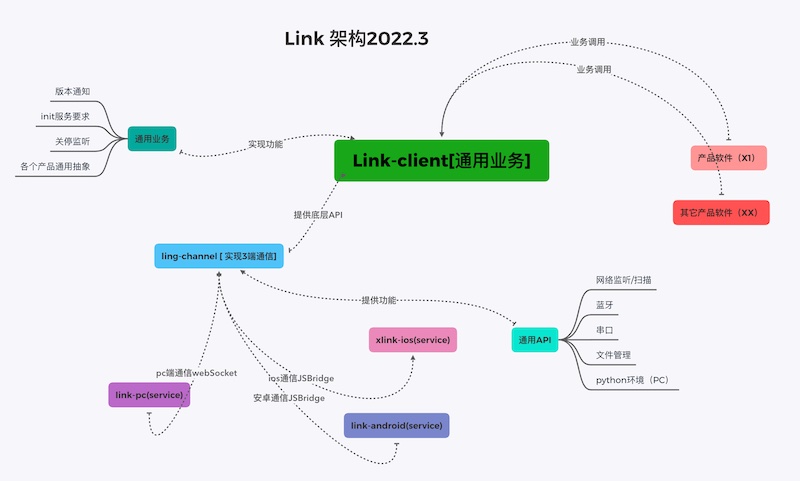 Link 架构2022.3
业务调用
业务调用
版本通知
init服务要求
关停监听
各个产品通用抽象
通用业务
实现功能
Link-client[通用业务]
产品软件（X1）
其它产品软件（XX）
提供底层API
ling-channel [ 实现3端通信]
提供功能
网络监听/扫描
蓝牙
串口
文件管理
python环境（PC）
通用API
xlink-ios(service)
pc端通信webSocket
ios通信JSBridge
安卓通信JSBridge
link-pc(service)
link-android(service)